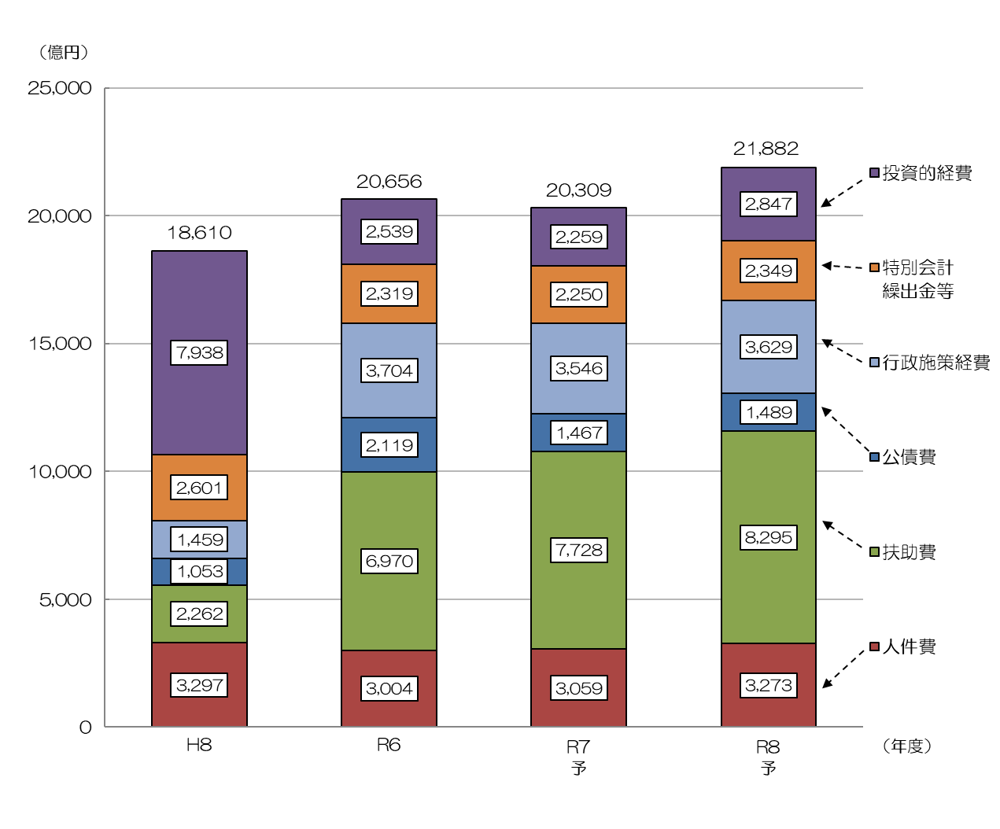 （億円）
25,000
20,000
15,000
10,000
5,000
0
18,610
7,938
2,601
1,459
1,053
2,262
3,297
H8
20,656
2,539
2,319
3,704
2,119
6,970
3,004
R6
20,309
2,259
2,250
3,546
1,467
7,728
3,059
R7
予
21,882
2,847
2,349
3,629
1,489
8,295
3,273
R8
予
（年度）
投資的経費
特別会計
繰出金等
行政施策経費
公債費
扶助費
人件費